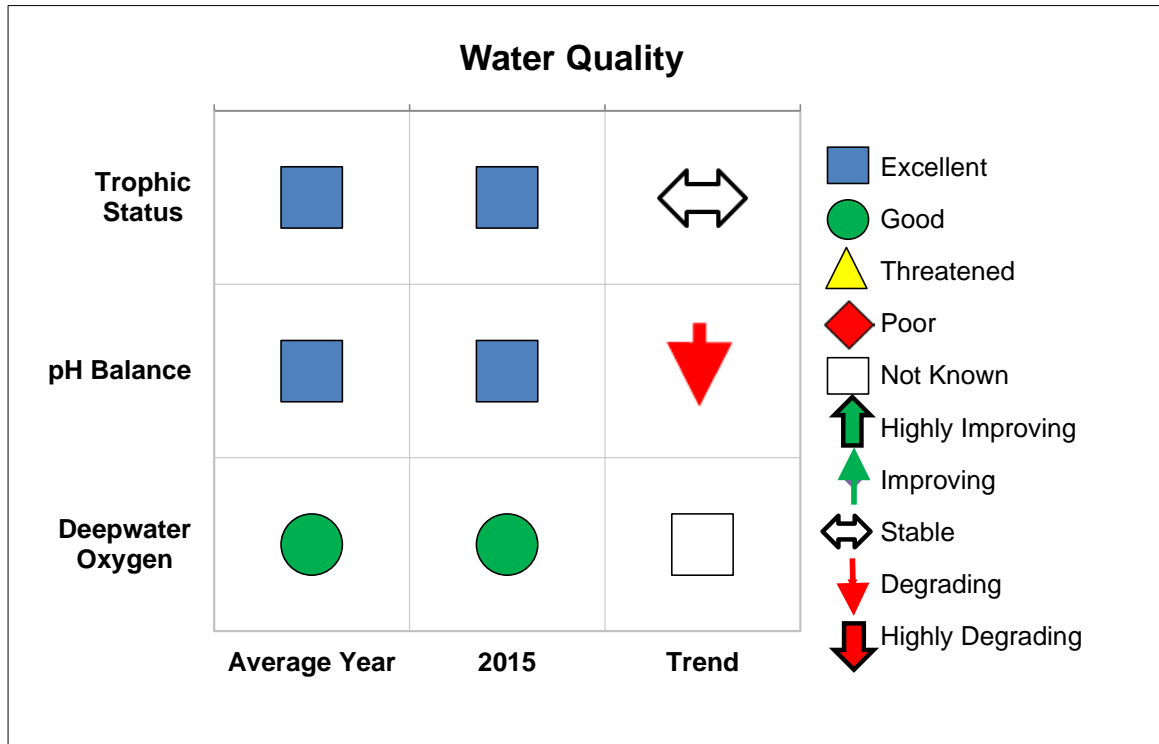 Water Quality
Trophic
Status
pH Balance
Deepwater
Oxygen
Average Year
2015
Trend
Excellent
Good
Threatened
Poor
Not Known
Highly Improving
Improving
Stable
Degrading
Highly Degrading